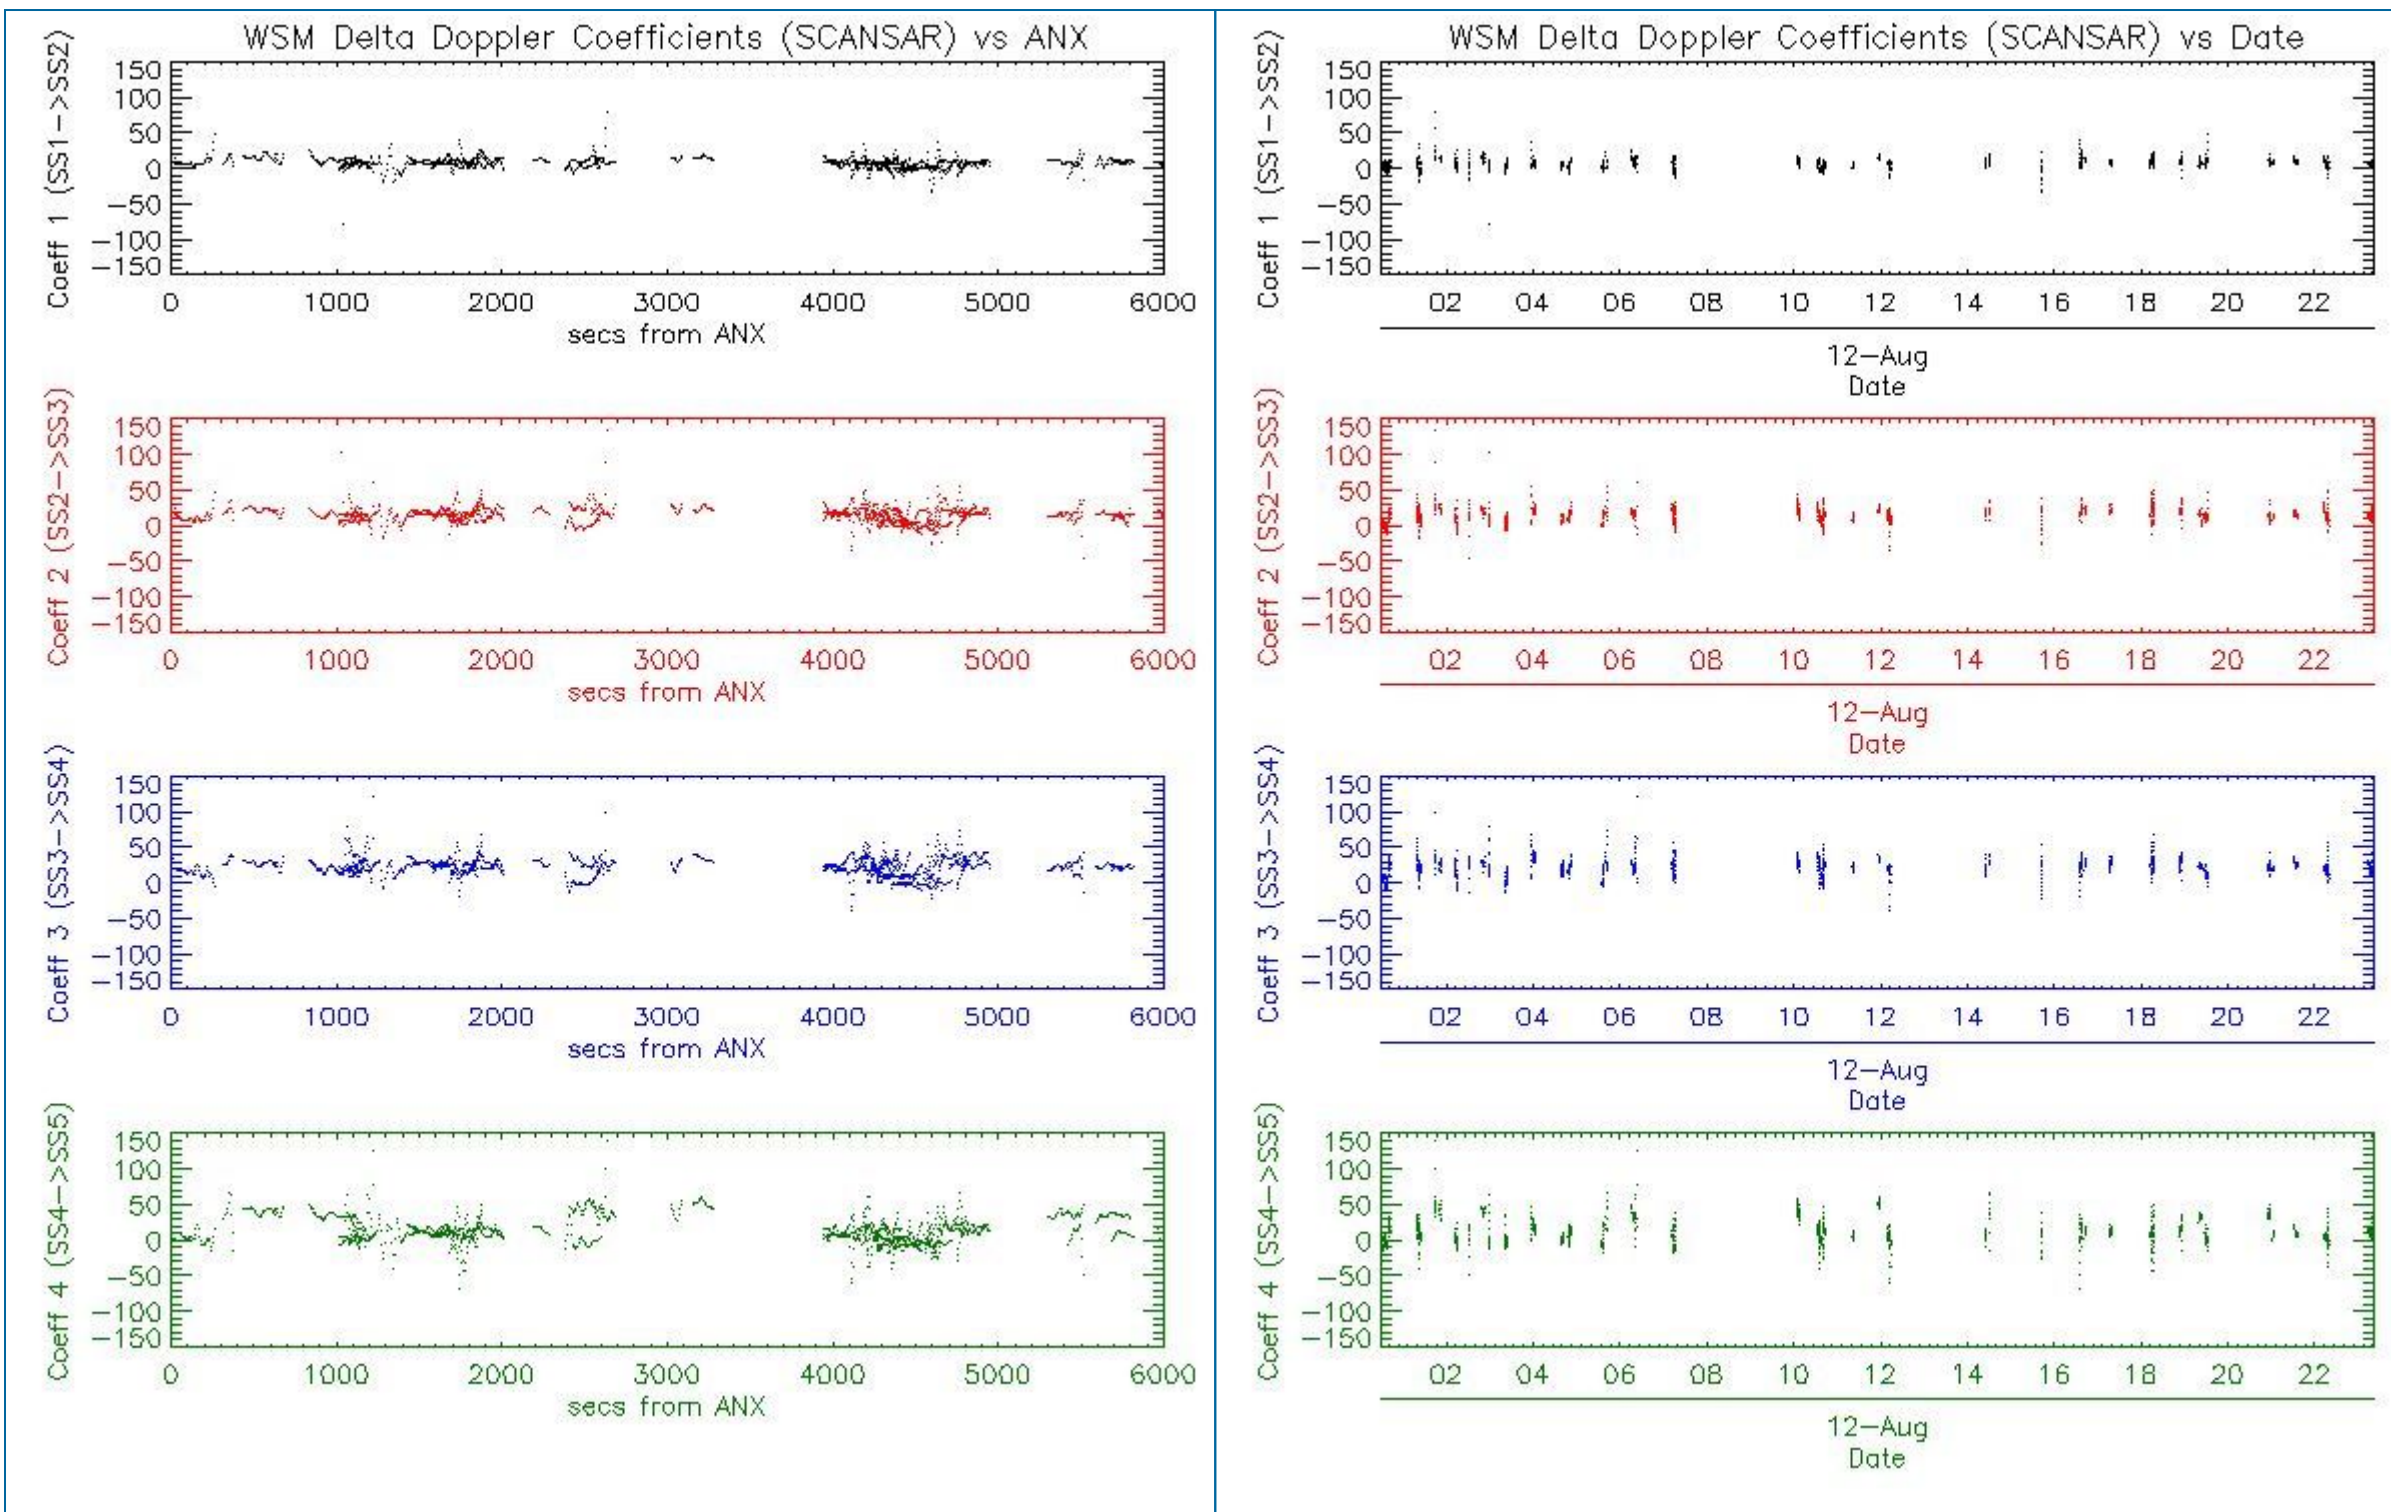 WSM Delta Doppler Coefficients (SCANSAR) vs ANX
Coeff 1 (SS1->SS2)
150
100
50
0
-50
-100
-150
0 1000 2000 3000 4000 5000 6000
secs from ANX
Coeff 2 (SS2->SS3)
150
100
50
0
-50
-100
-150
0 1000 2000 3000 4000 5000 6000
secs from ANX
Coeff 3 (SS3->SS4)
150
100
50
0
-50
-100
-150
0 1000 2000 3000 4000 5000 6000
secs from ANX
Coeff 4 (SS4->SS5)
150
100
50
0
-50
-100
-150
0 1000 2000 3000 4000 5000 6000
secs from ANX
WSM Delta Doppler Coefficients (SCANSAR) vs Date
Coeff 1 (SS1->SS2)
150
100
50
0
-50
-100
-150
02 04 06 08 10 12 14 16 18 20 22
12-Aug
Date
Coeff 2 (SS2->SS3)
150
100
50
0
-50
-100
-150
02 04 06 08 10 12 14 16 18 20 22
12-Aug
Date
Coeff 3 (SS3->SS4)
150
100
50
0
-50
-100
-150
02 04 06 08 10 12 14 16 18 20 22
12-Aug
Date
Coeff 4 (SS4->SS5)
150
100
50
0
-50
-100
-150
02 04 06 08 10 12 14 16 18 20 22
12-Aug
Date